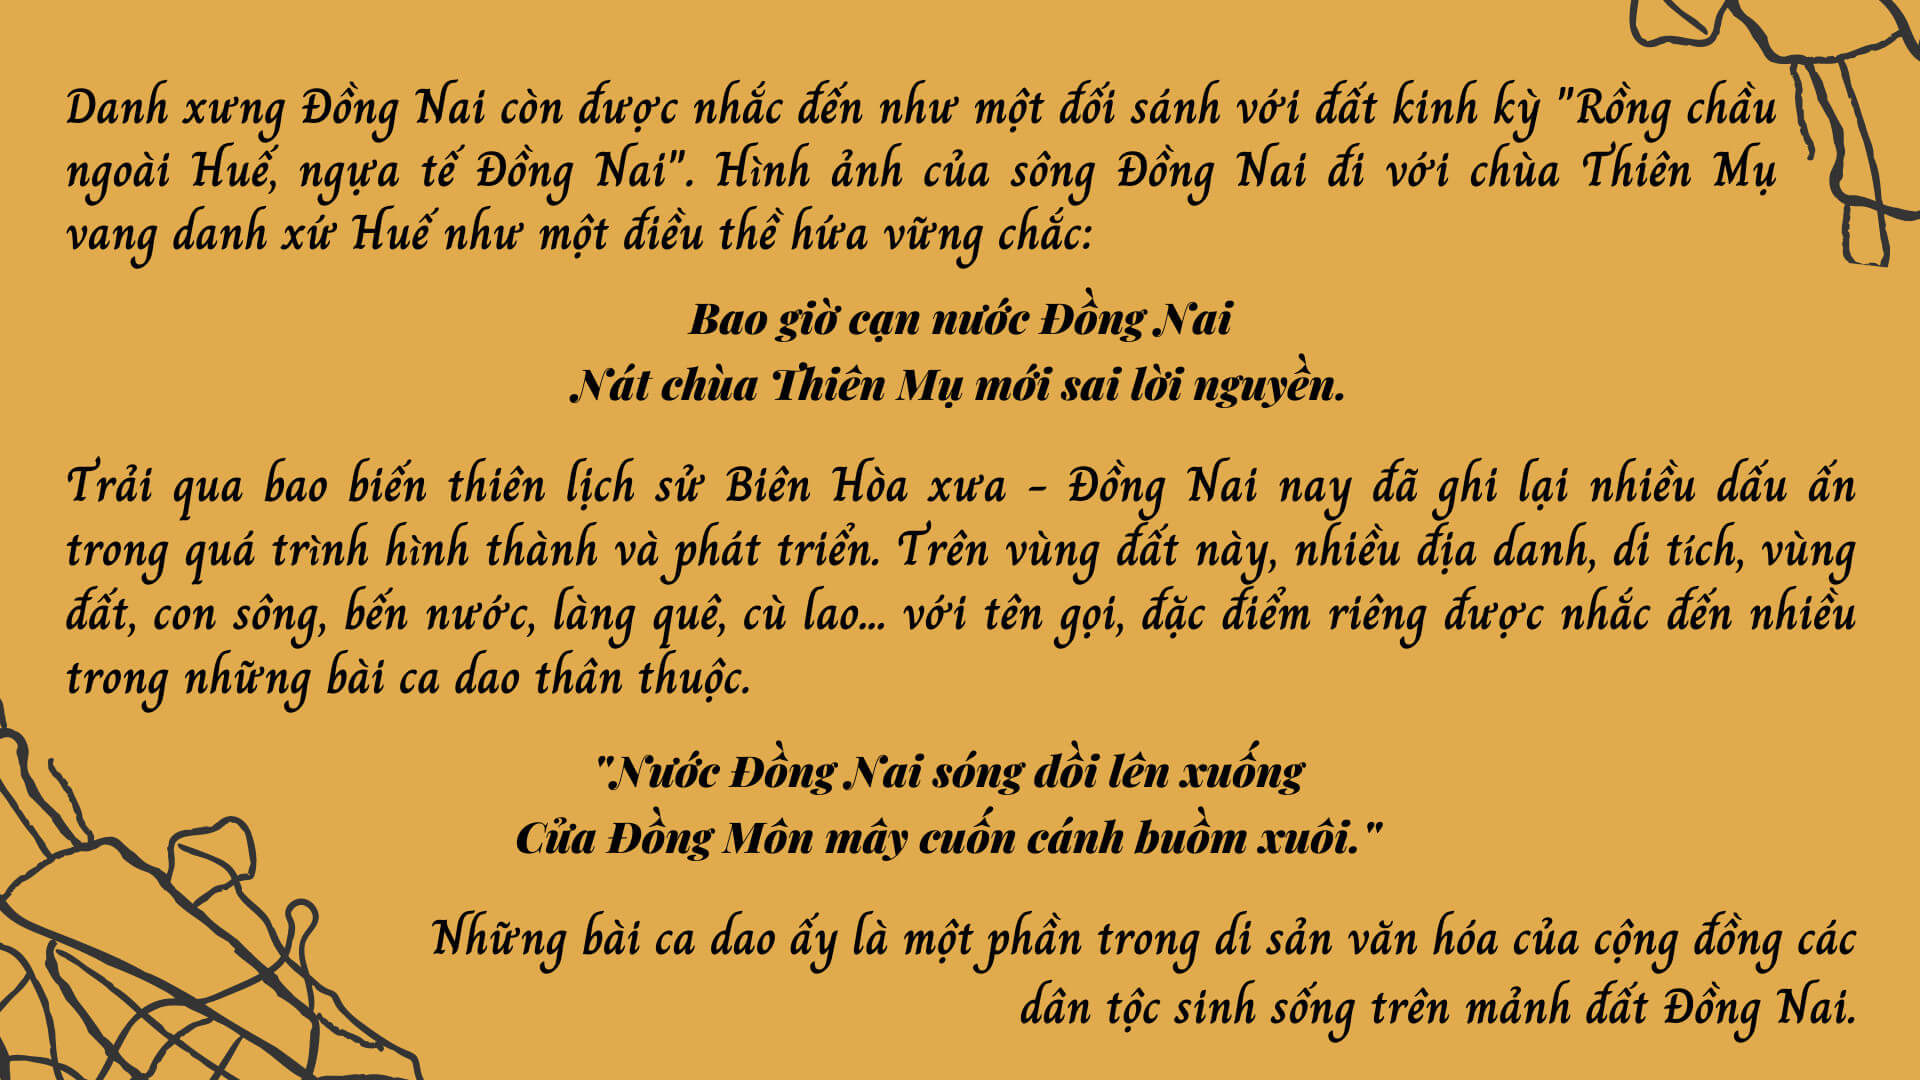 Danh xưng Đồng Nai còn được nhắc đến như một đối sánh với đất kinh kỳ "Rồng chầu
ngoài Huế, ngựa tế Đồng Nai". Hình ảnh của sông Đồng Nai đi với chùa Thiên Mụ
vang danh xứ Huế như một điều thề hứa vững chắc:
Bao giờ cạn nước Đồng Nai
Nát chùa Thiên Mụ mới sai lời nguyền.
Trải qua bao biến thiên lịch sử Biên Hòa xưa – Đồng Nai nay đã ghi lại nhiều dấu ấn
trong quá trình hình thành và phát triển. Trên vùng đất này, nhiều địa danh, di tích, vùng
đất, con sông, bến nước, làng quê, cù lao... với tên gọi, đặc điểm riêng được nhắc đến nhiều
trong những bài ca dao thân thuộc.
"Nước Đồng Nai sóng dồi lên xuống
Cửa Đồng Môn mây cuốn cánh buồm xuôi."
Những bài ca dao ấy là một phần trong di sản văn hóa của cộng đồng các
dân tộc sinh sống trên mảnh đất Đồng Nai.